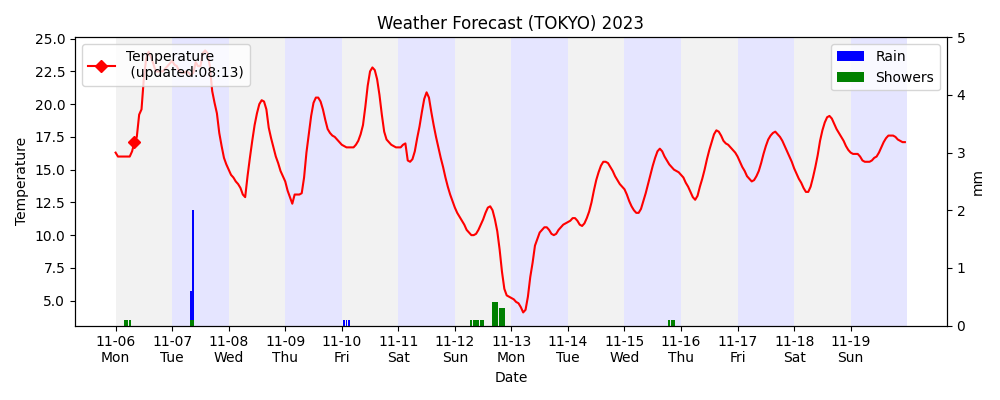 Weather Forecast (TOKYO) 2023
Temperature
(updated:08:13)
Rain
Showers
25.0
22.5
20.0
17.5
15.0
12.5
10.0
7.5
5.0
Temperature
5
4
3
2
1
0
mm
11-06 11-07 11-08 11-09 11-10 11-11 11-12 11-13 11-14 11-15 11-16 11-17 11-18 11-19
Mon Tue Wed Thu Fri Sat Sun Mon Tue Wed Thu Fri Sat Sun
Date